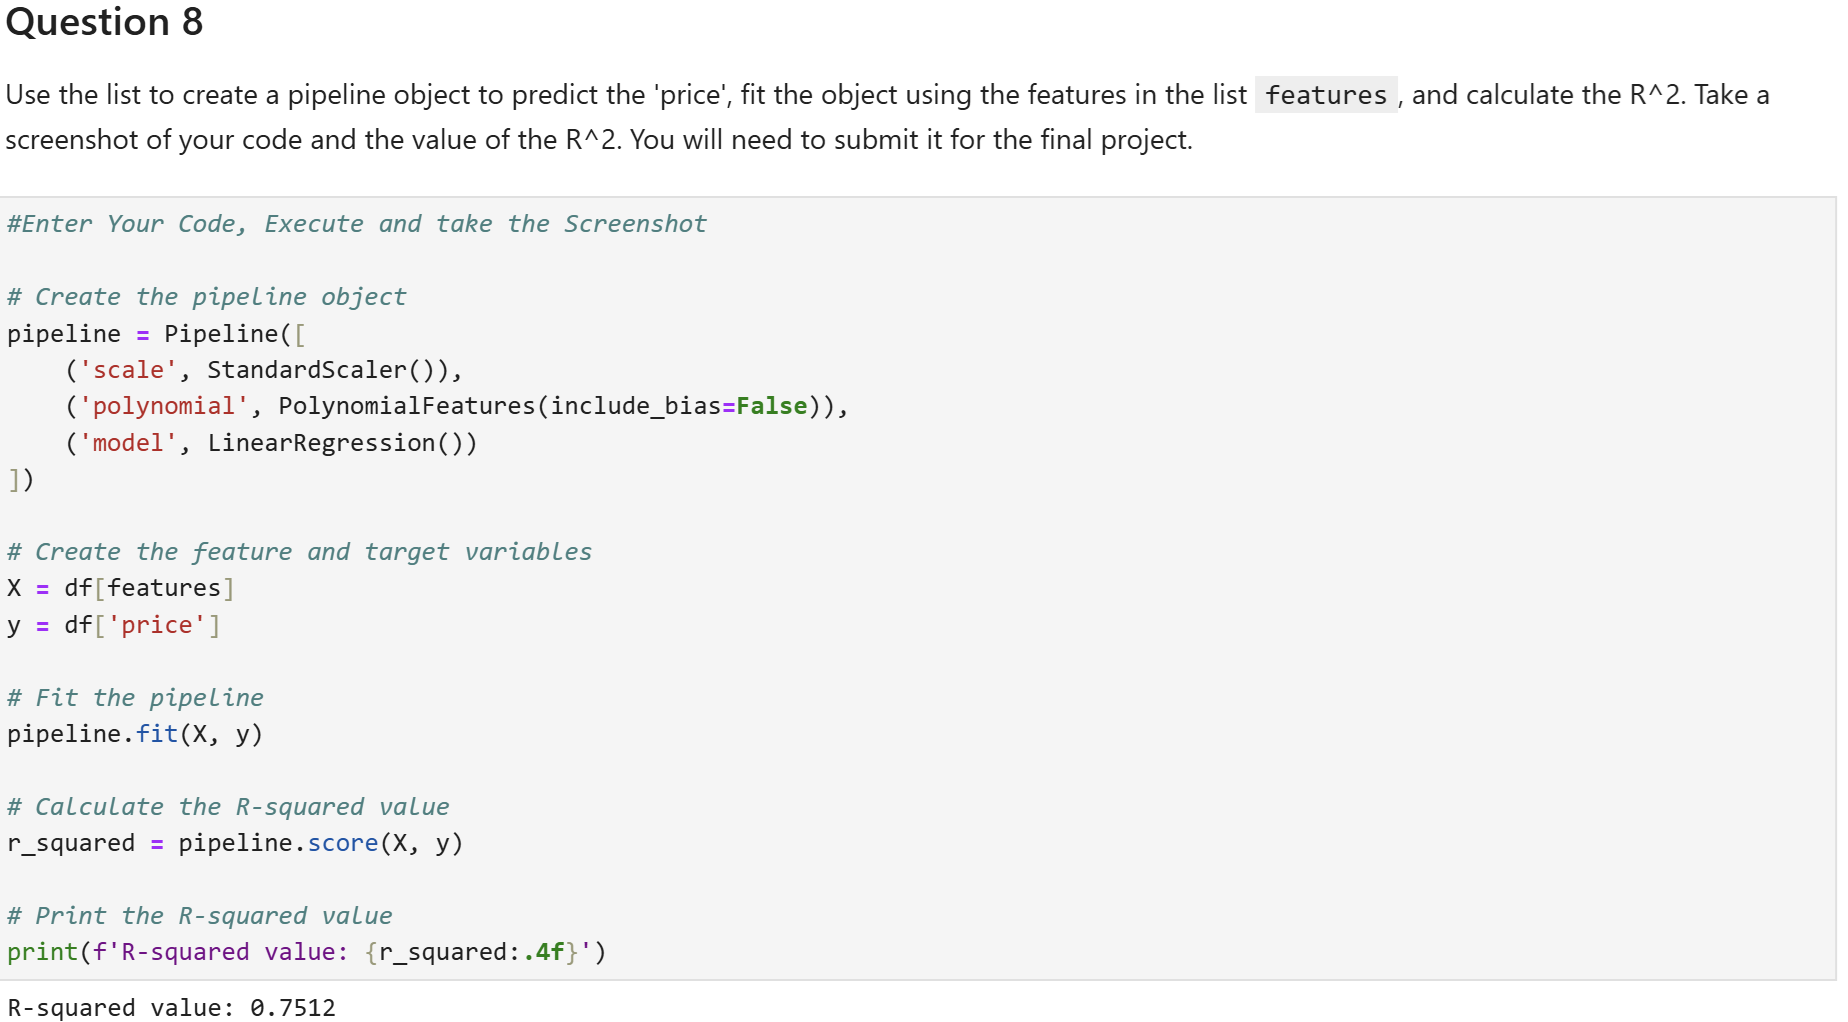 Question 8
Use the list to create a pipeline object to predict the 'price', fit the object using the features in the list features , and calculate the R^2. Take a
screenshot of your code and the value of the R^2. You will need to submit it for the final project.
#Enter Your Code, Execute and take the Screenshot
# Create the pipeline object
pipeline = Pipeline([
    ('scale', StandardScaler()),
    ('polynomial', PolynomialFeatures(include_bias=False)),
    ('model', LinearRegression())
])
# Create the feature and target variables
X = df[features]
y = df['price']
# Fit the pipeline
pipeline.fit(X, y)
# Calculate the R-squared value
r_squared = pipeline.score(X, y)
# Print the R-squared value
print(f'R-squared value: {r_squared:.4f}')
R-squared value: 0.7512